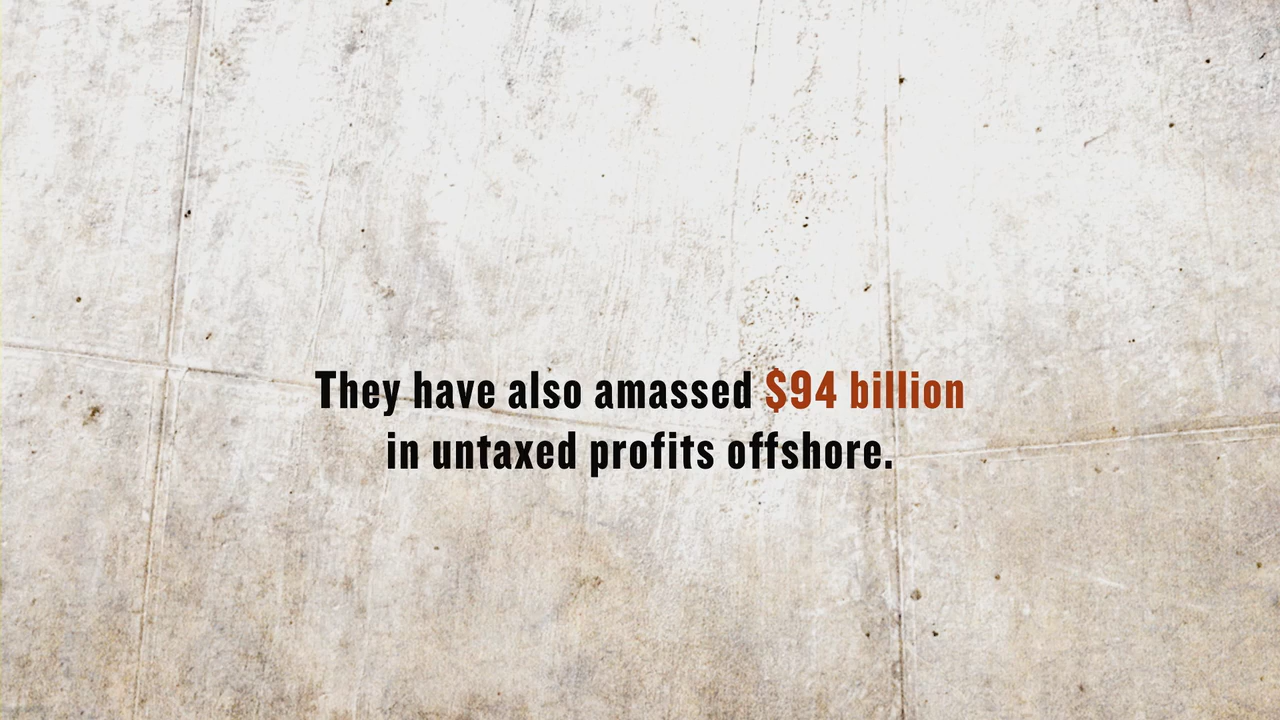 They have also amassed $94 billion
in untaxed profits offshore.